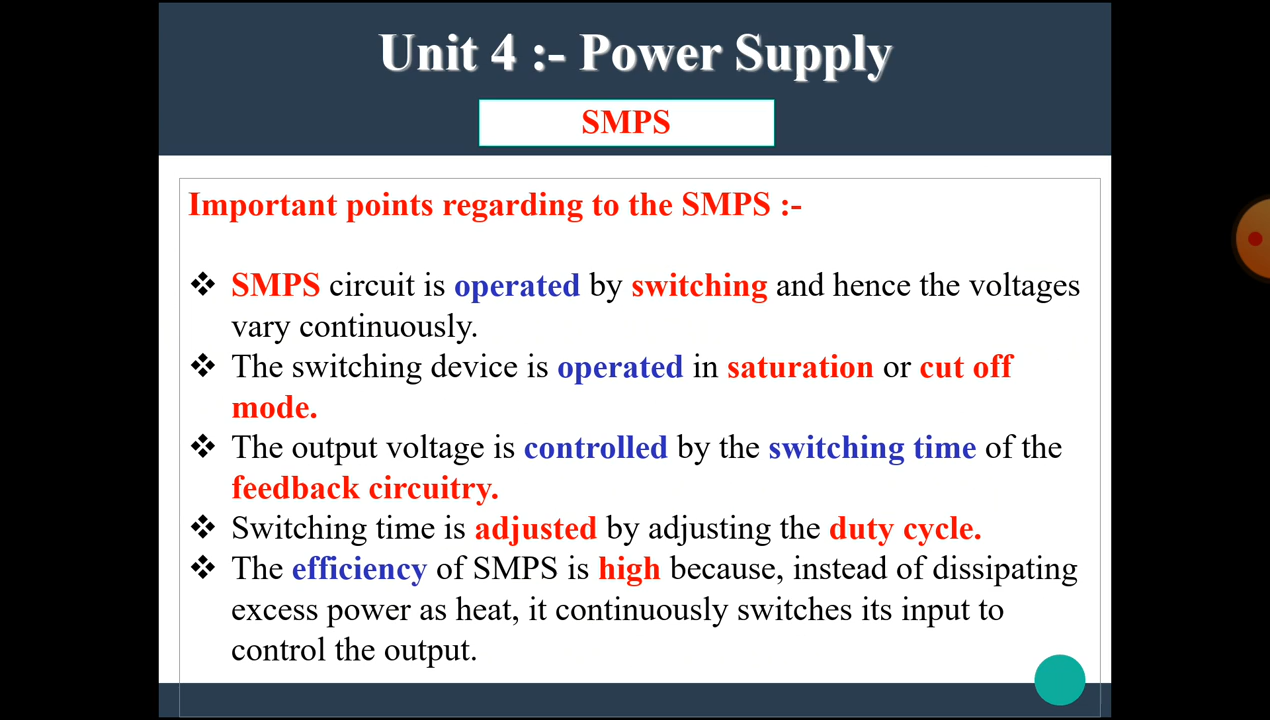 Unit 4 :- Power Supply
SMPS
Important points regarding to the SMPS :-
❖ SMPS circuit is operated by switching and hence the voltages
vary continuously.
❖ The switching device is operated in saturation or cut off
mode.
❖ The output voltage is controlled by the switching time of the
feedback circuitry.
❖ Switching time is adjusted by adjusting the duty cycle.
❖ The efficiency of SMPS is high because, instead of dissipating
excess power as heat, it continuously switches its input to
control the output.